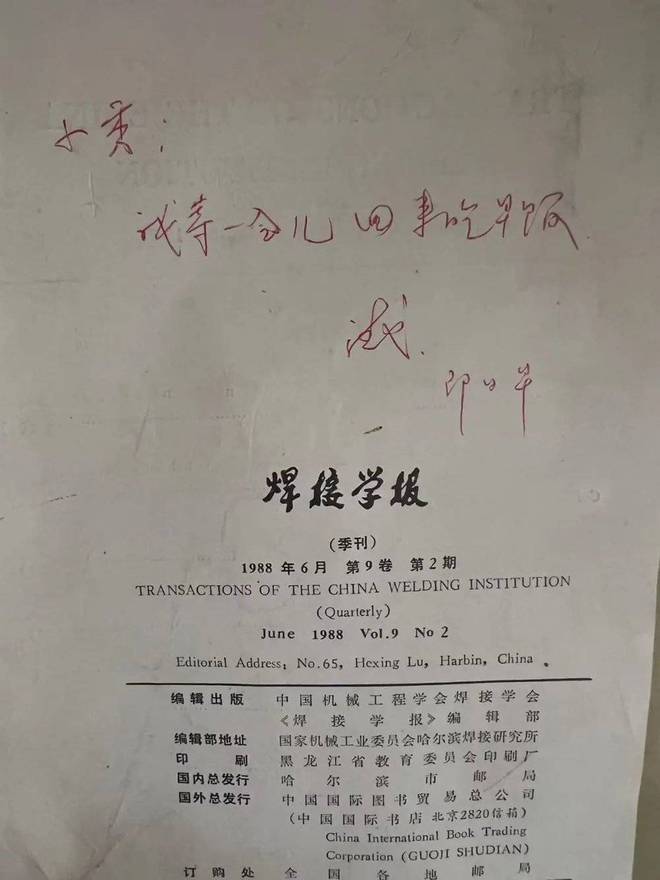 小黄：
我等一会儿回来吃早饭
即日早
焊接学报
(季刊)
1988年6月 第9卷 第2期
TRANSACTIONS OF THE CHINA WELDING INSTITUTION
(Quarterly)
June 1988 Vol.9 No 2
Editorial Address: No.65, Hexing Lu, Harbin, China.
编辑出版 中国机械工程学会焊接学会
《焊接学报》编辑部
编辑部地址 国家机械工业委员会哈尔滨焊接研究所
印刷 黑龙江省教育委员会印刷厂
国内总发行 哈尔滨市邮局
国外总发行 中国国际图书贸易总公司
(中国国际书店 北京2820信箱)
China International Book Trading
Corporation (GUOJI SHUDIAN)
订购处 全国各地邮局